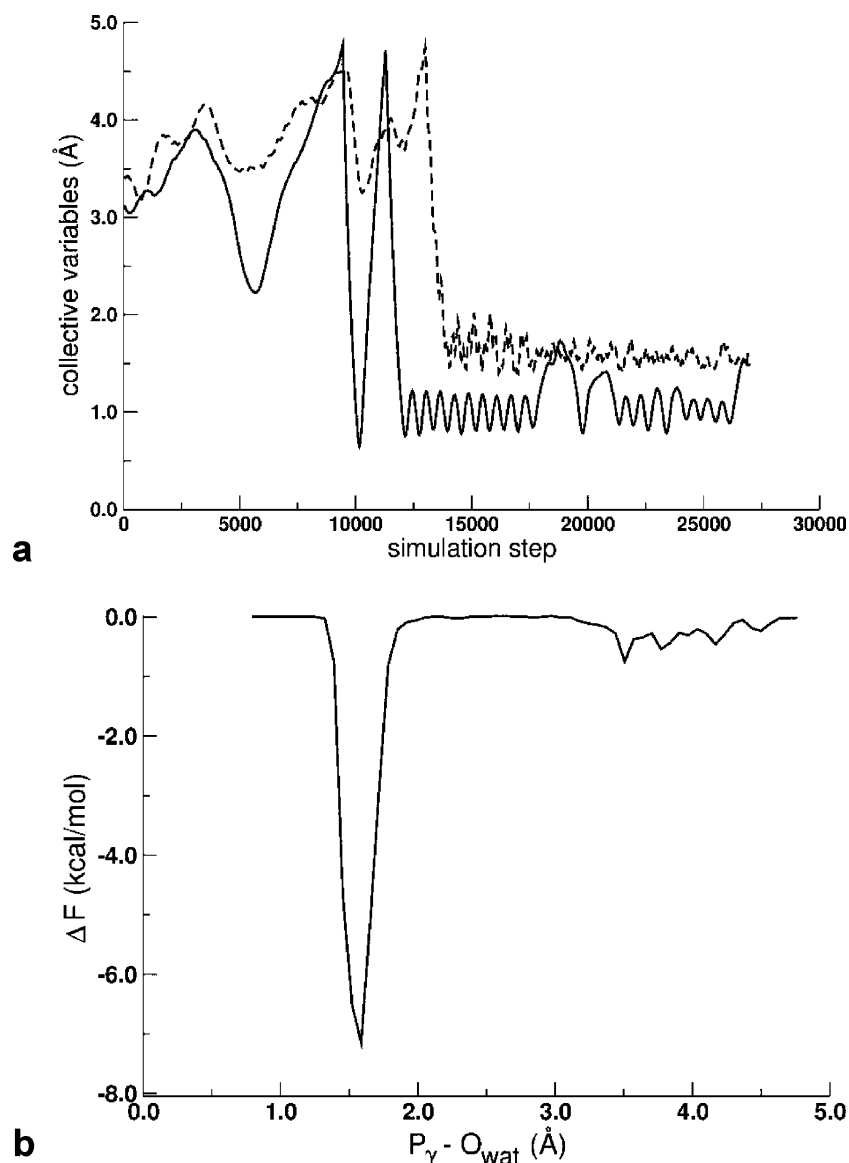 5.0
4.0
3.0
2.0
1.0
0.0
collective variables (Å)
0 5000 10000 15000 20000 25000 30000
simulation step
a
0.0
-2.0
-4.0
-6.0
-8.0
Δ F (kcal/mol)
0.0 1.0 2.0 3.0 4.0 5.0
Pγ - Owat (Å)
b